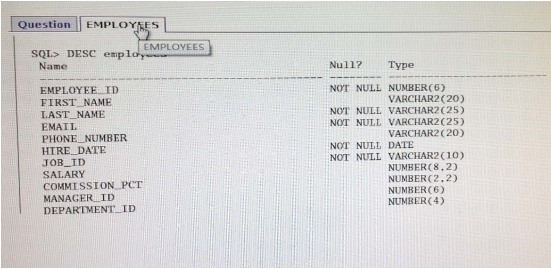 Question EMPLOYEES
EMPLOYEES
SQL> DESC employees
Name Null? Type
EMPLOYEE_ID NOT NULL NUMBER(6)
FIRST_NAME VARCHAR2(20)
LAST_NAME NOT NULL VARCHAR2(25)
EMAIL NOT NULL VARCHAR2(25)
PHONE_NUMBER VARCHAR2(20)
HIRE_DATE NOT NULL DATE
JOB_ID NOT NULL VARCHAR2(10)
SALARY NUMBER(8,2)
COMMISSION_PCT NUMBER(2,2)
MANAGER_ID NUMBER(6)
DEPARTMENT_ID NUMBER(4)